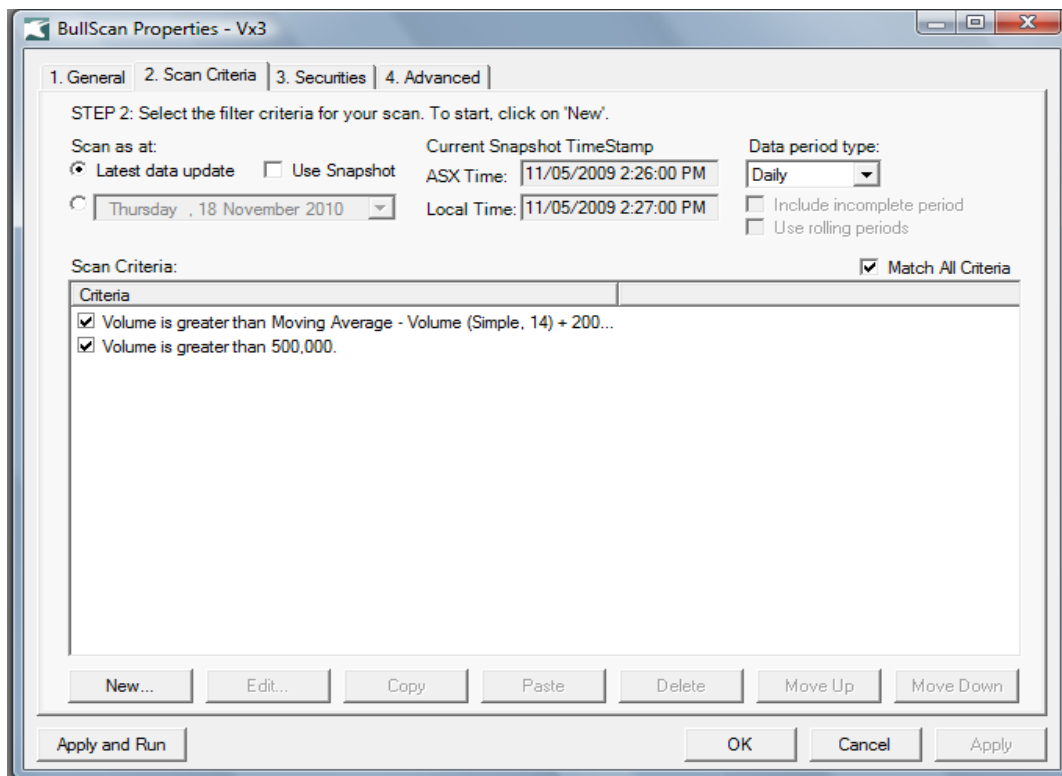 BullScan Properties - Vx3
1. General 2. Scan Criteria 3. Securities 4. Advanced
STEP 2: Select the filter criteria for your scan. To start, click on 'New'.
Scan as at: Current Snapshot TimeStamp Data period type:
Latest data update Use Snapshot ASX Time: 11/05/2009 2:26:00 PM Daily
Thursday , 18 November 2010 Local Time: 11/05/2009 2:27:00 PM Include incomplete period
Use rolling periods
Scan Criteria: Match All Criteria
Criteria
Volume is greater than Moving Average - Volume (Simple, 14) + 200...
Volume is greater than 500,000.
New... Edit... Copy Paste Delete Move Up Move Down
Apply and Run OK Cancel Apply